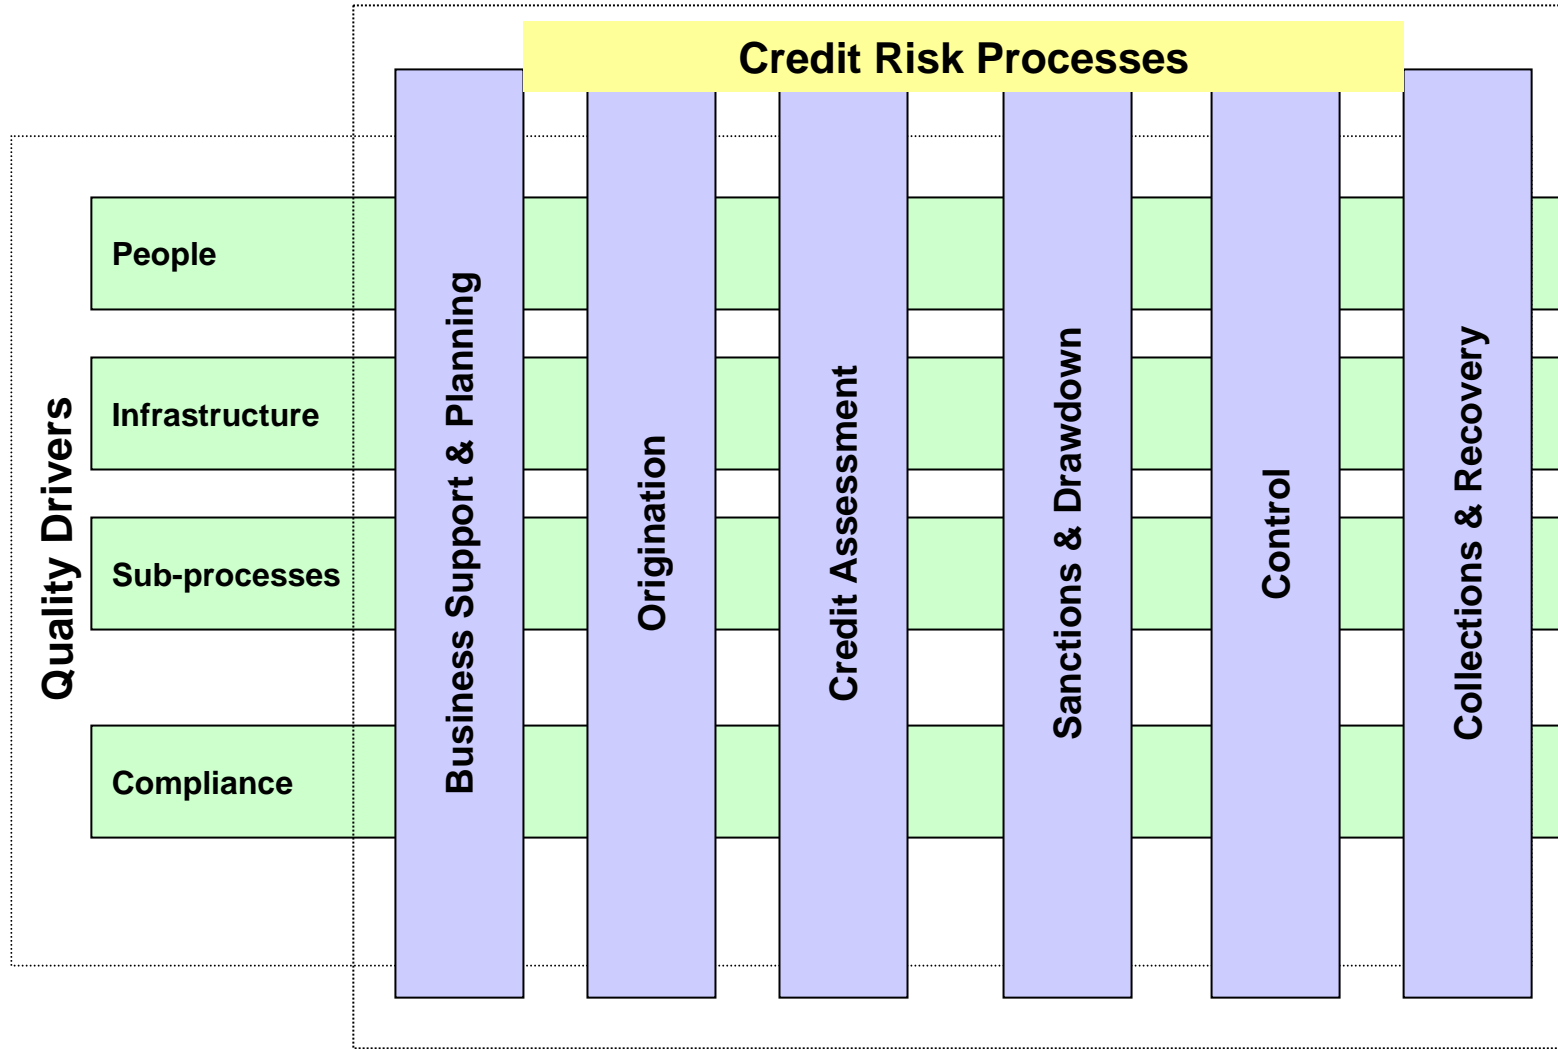 Credit Risk Processes
Quality Drivers
People
Infrastructure
Sub-processes
Compliance
Business Support & Planning
Origination
Credit Assessment
Sanctions & Drawdown
Control
Collections & Recovery